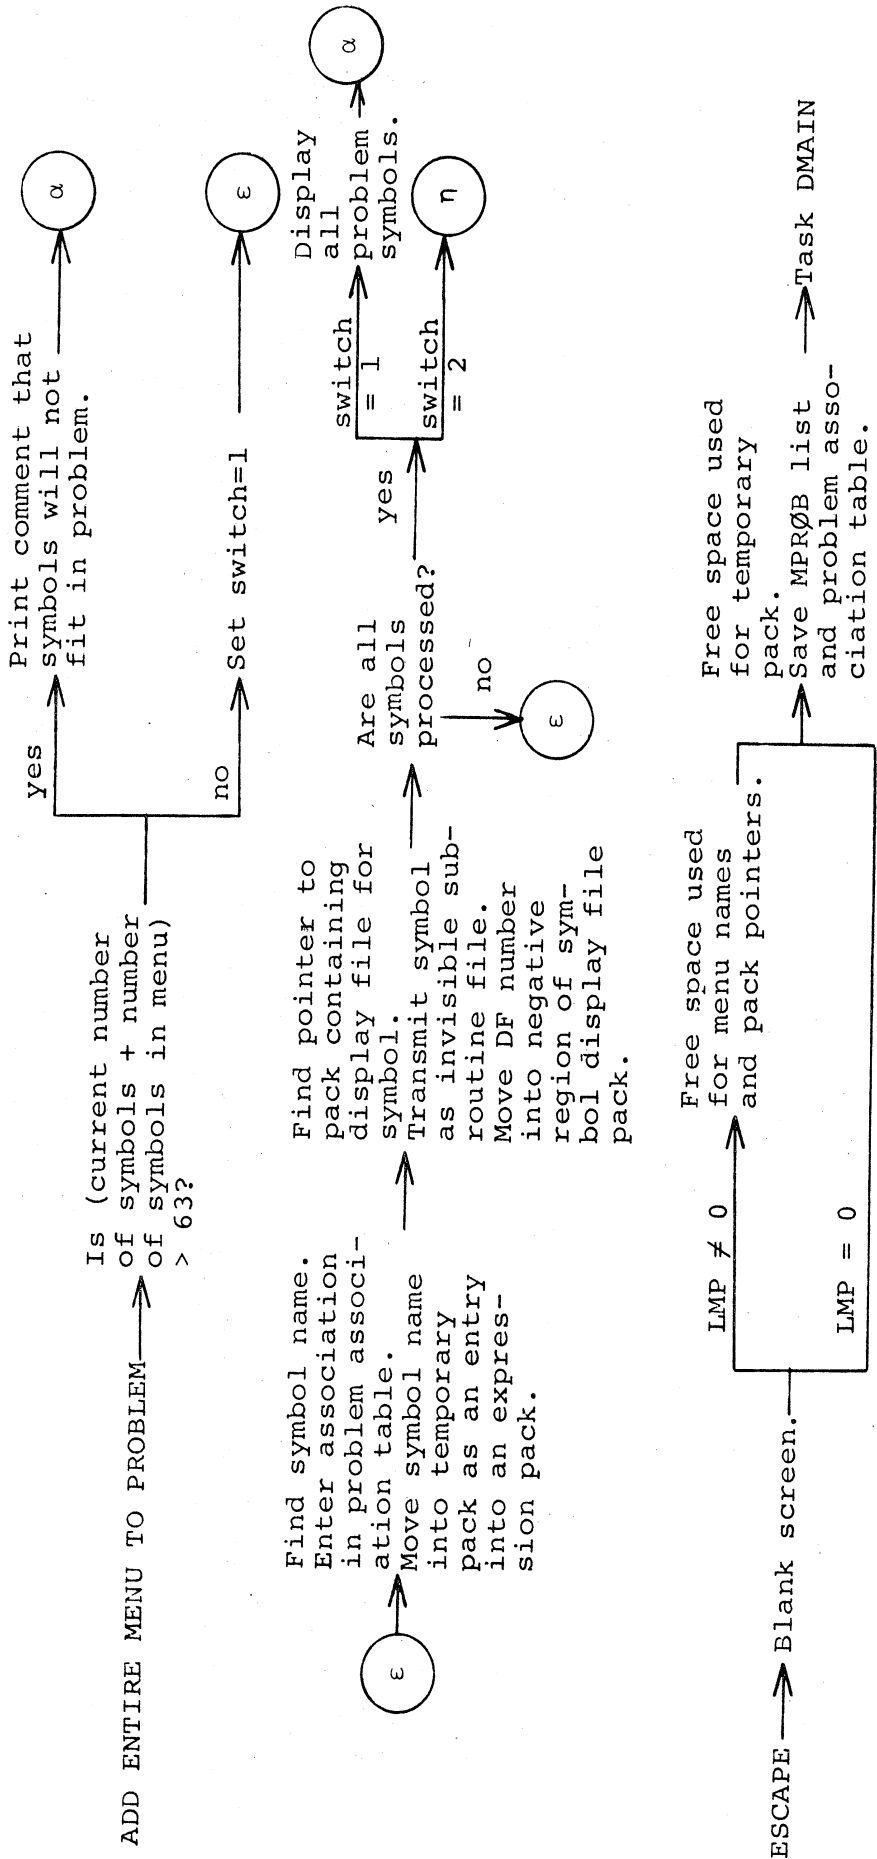 ADD ENTIRE MENU TO PROBLEM
Is (current number
of symbols + number
of symbols in menu)
> 63?
yes
Print comment that
symbols will not
fit in problem.
α
no
Set switch=1
ε
ε
Find symbol name.
Enter association
in problem associ-
ation table.
Move symbol name
into temporary
pack as an entry
into an expres-
sion pack.
Find pointer to
pack containing
display file for
symbol.
Transmit symbol
as invisible sub-
routine file.
Move DF number
into negative
region of sym-
bol display file
pack.
Are all
symbols
processed?
no
ε
yes
switch
= 1
Display
all
problem
symbols.
α
switch
= 2
η
ESCAPE
Blank screen.
LMP ≠ 0
Free space used
for menu names
and pack pointers.
LMP = 0
Free space used
for temporary
pack.
Save MPRØB list
and problem asso-
ciation table.
Task DMAIN